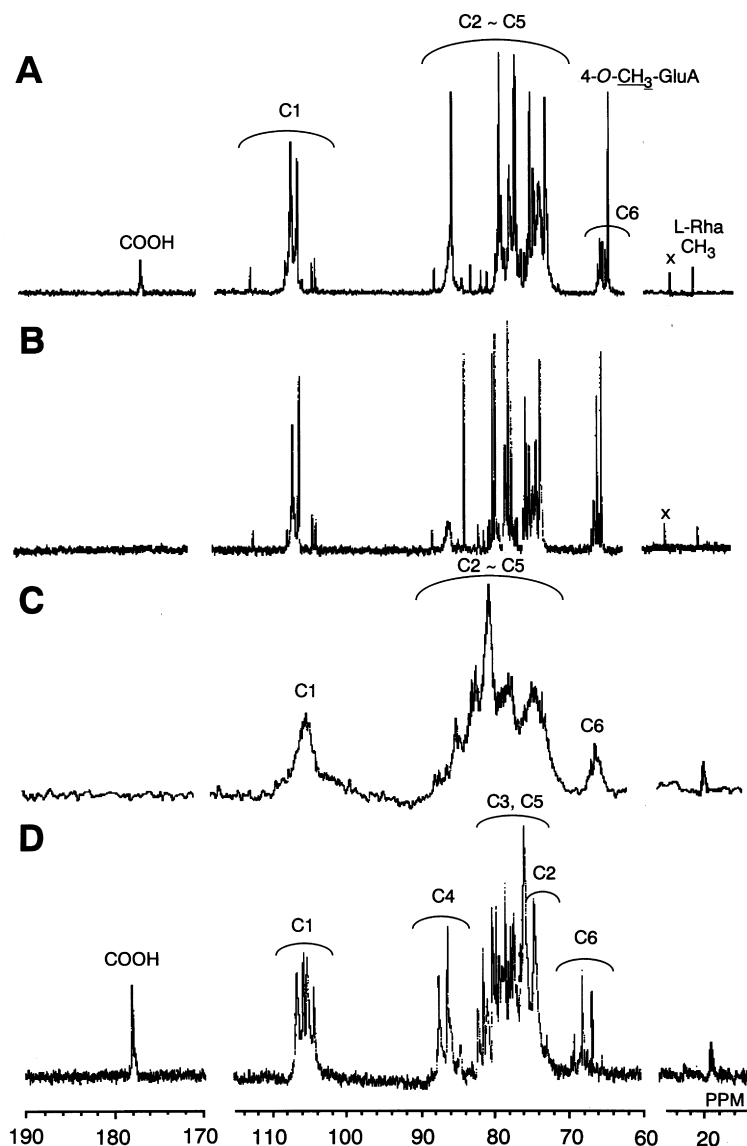 A
C2 ~ C5
4-O-CH3-GluA
C1
C6
COOH
L-Rha
CH3
x
B
x
C2 ~ C5
C
C1
C6
D
C3, C5
C2
C4
C1
C6
COOH
PPM
190 180 170 110 100 90 80 70 60 20